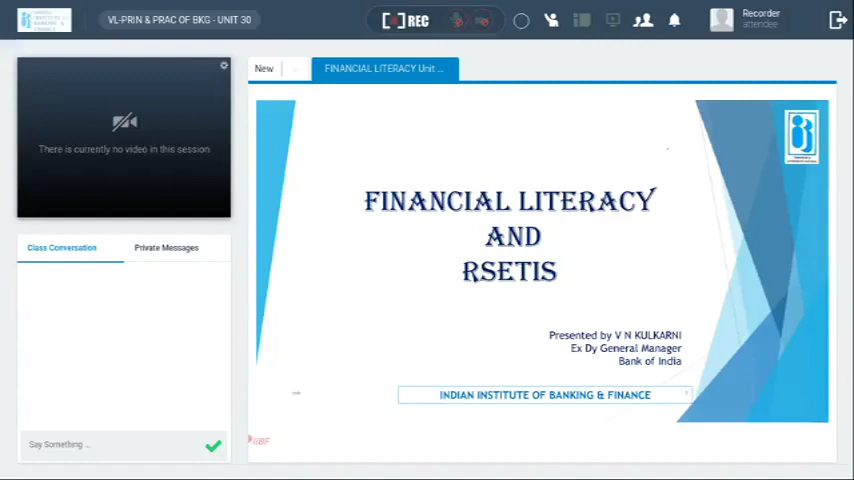 VL-PRIN & PRAC OF BKG - UNIT 30
REC
Recorder
attendee
There is currently no video in this session.
New
FINANCIAL LITERACY Unit ...
Class Conversation
Private Messages
FINANCIAL LITERACY
AND
RSETIS
Presented by V N KULKARNI
Ex Dy General Manager
Bank of India
INDIAN INSTITUTE OF BANKING & FINANCE
Say Something ...